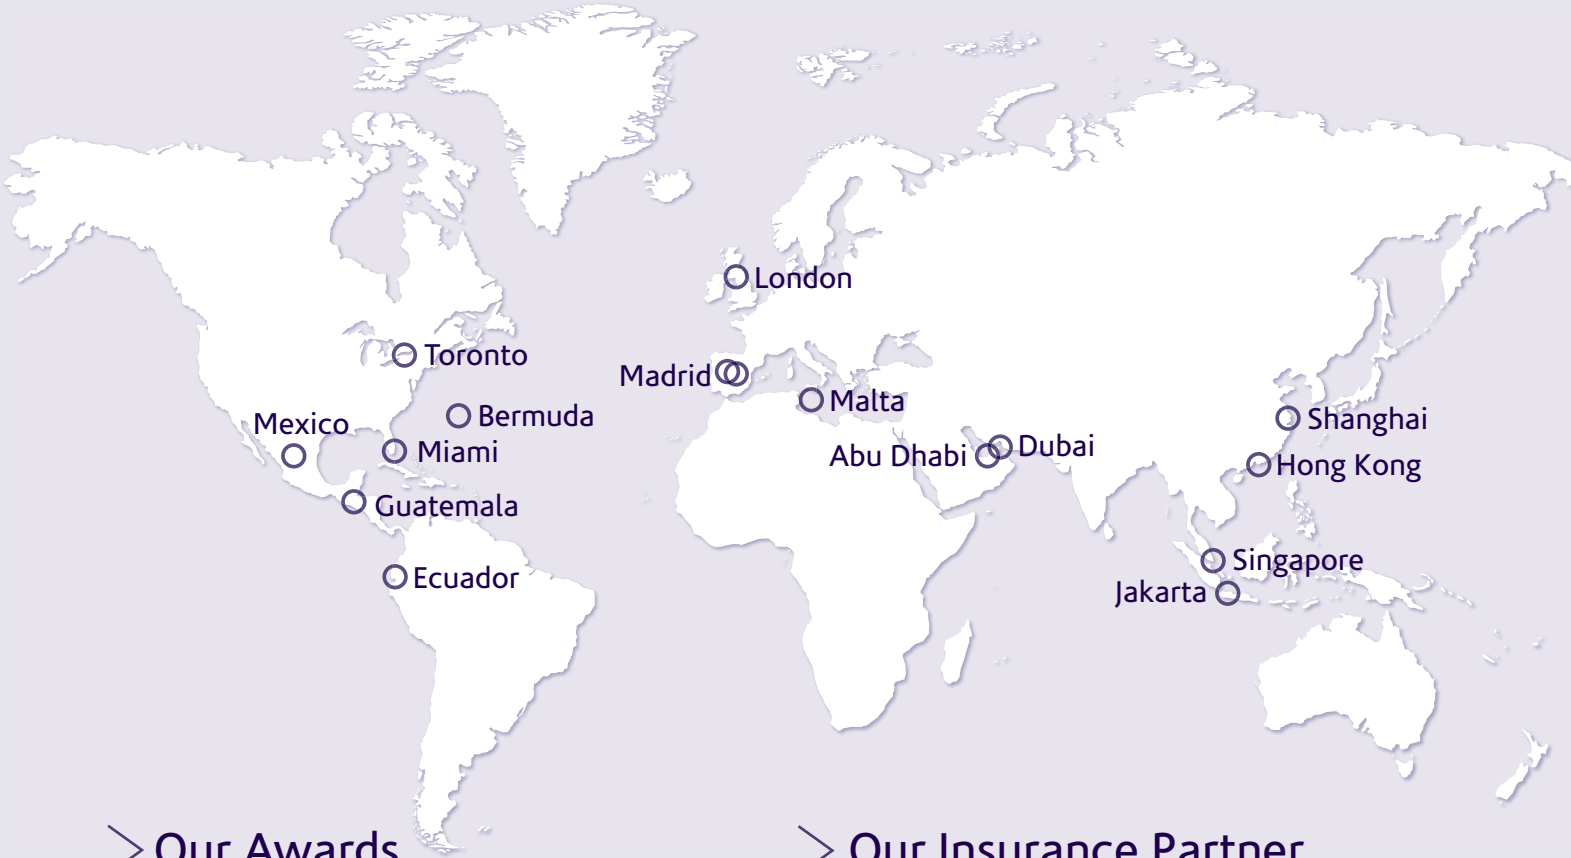 London
Toronto
Madrid
Malta
Bermuda
Shanghai
Mexico
Miami
Abu Dhabi
Dubai
Hong Kong
Guatemala
Singapore
Ecuador
Jakarta
Our Awards
Our Insurance Partner